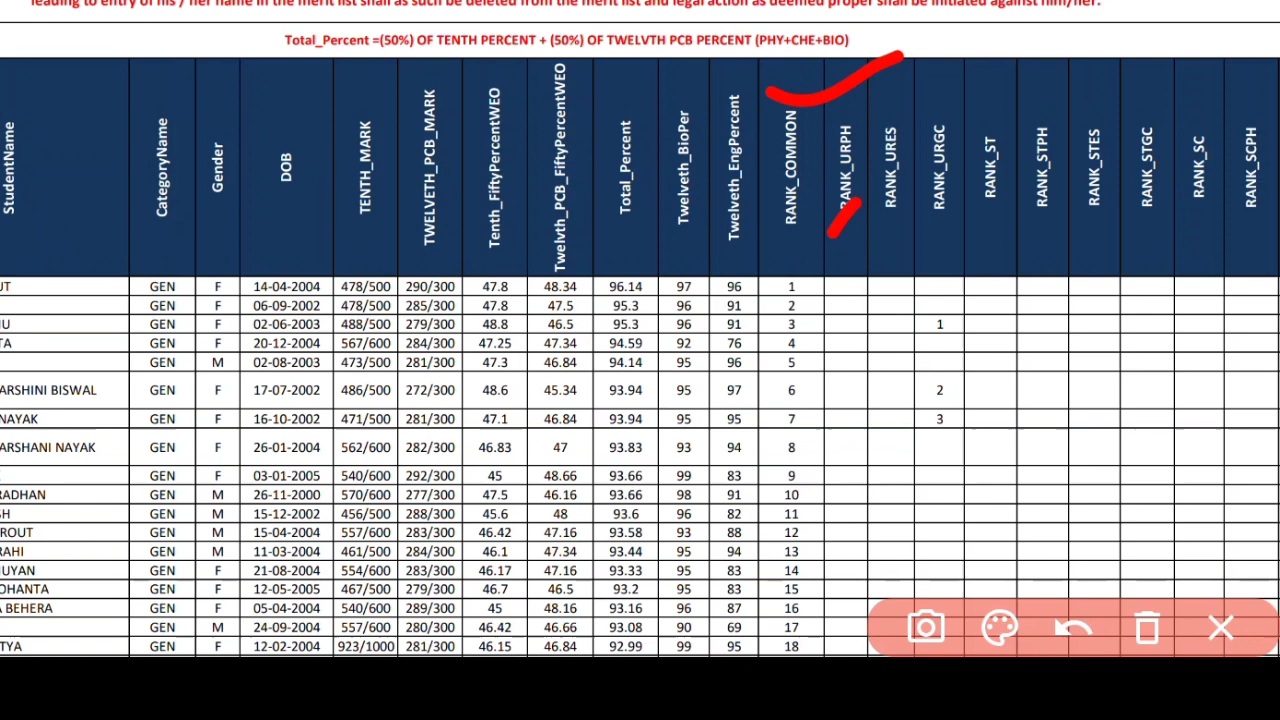 leading to entry of his / her name in the merit list shall as such be deleted from the merit list and legal action as deemed proper shall be initiated against him/her.
Total_Percent =(50%) OF TENTH PERCENT + (50%) OF TWELVTH PCB PERCENT (PHY+CHE+BIO)
StudentName CategoryName Gender DOB TENTH_MARK TWELVETH_PCB_MARK Tenth_FiftyPercentWEO Twelvth_PCB_FiftyPercentWEO Total_Percent Twelveth_BioPer Twelveth_EngPercent RANK_COMMON RANK_URPH RANK_URES RANK_URGC RANK_ST RANK_STPH RANK_STES RANK_STGC RANK_SC RANK_SCPH
UT GEN F 14-04-2004 478/500 290/300 47.8 48.34 96.14 97 96 1
GEN F 06-09-2002 478/500 285/300 47.8 47.5 95.3 96 91 2
HU GEN F 02-06-2003 488/500 279/300 48.8 46.5 95.3 96 91 3 1
TA GEN F 20-12-2004 567/600 284/300 47.25 47.34 94.59 92 76 4
GEN M 02-08-2003 473/500 281/300 47.3 46.84 94.14 95 96 5
ARSHINI BISWAL GEN F 17-07-2002 486/500 272/300 48.6 45.34 93.94 95 97 6 2
NAYAK GEN F 16-10-2002 471/500 281/300 47.1 46.84 93.94 95 95 7 3
ARSHANI NAYAK GEN F 26-01-2004 562/600 282/300 46.83 47 93.83 93 94 8
GEN F 03-01-2005 540/600 292/300 45 48.66 93.66 99 83 9
RADHAN GEN M 26-11-2000 570/600 277/300 47.5 46.16 93.66 98 91 10
SH GEN M 15-12-2002 456/500 288/300 45.6 48 93.6 96 82 11
ROUT GEN M 15-04-2004 557/600 283/300 46.42 47.16 93.58 93 88 12
RAHI GEN M 11-03-2004 461/500 284/300 46.1 47.34 93.44 95 94 13
HUYAN GEN F 21-08-2004 554/600 283/300 46.17 47.16 93.33 95 83 14
OHANTA GEN F 12-05-2005 467/500 279/300 46.7 46.5 93.2 95 83 15
A BEHERA GEN F 05-04-2004 540/600 289/300 45 48.16 93.16 96 87 16
GEN M 24-09-2004 557/600 280/300 46.42 46.66 93.08 90 69 17
TYA GEN F 12-02-2004 923/1000 281/300 46.15 46.84 92.99 99 95 18